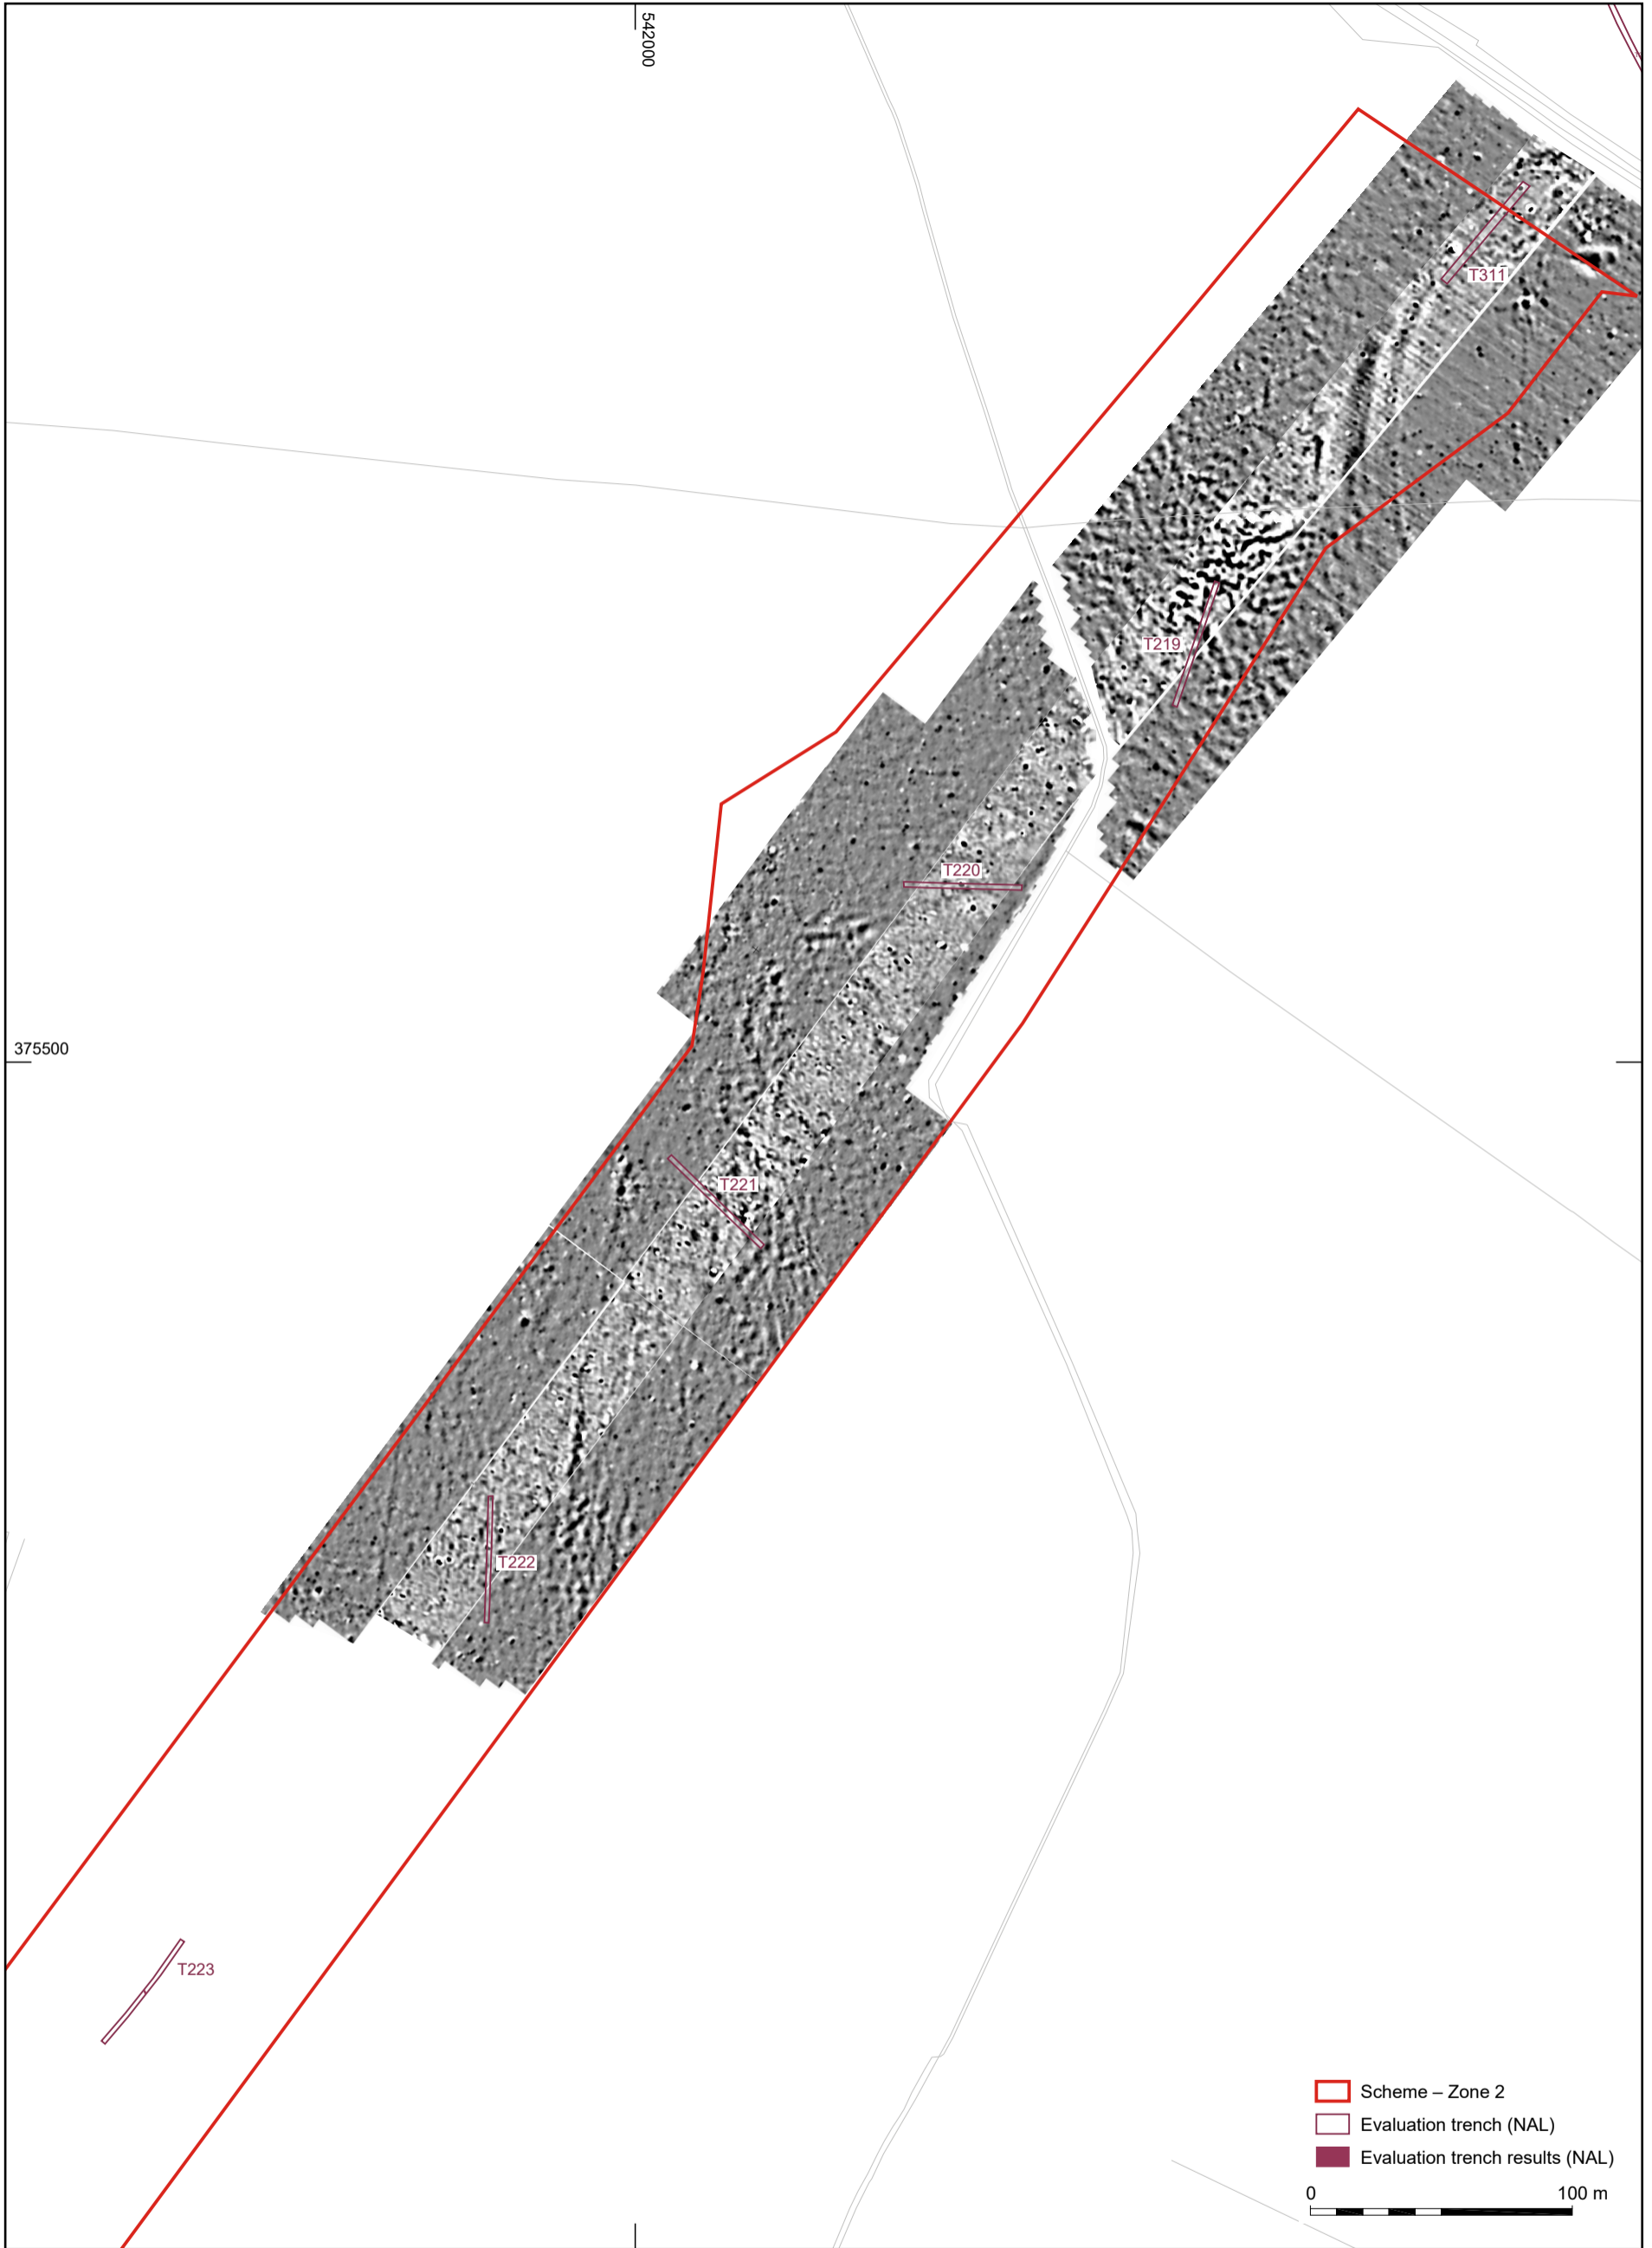 542000
T311
T219
T220
375500
T221
T222
T223
Scheme – Zone 2
Evaluation trench (NAL)
Evaluation trench results (NAL)
0 100 m